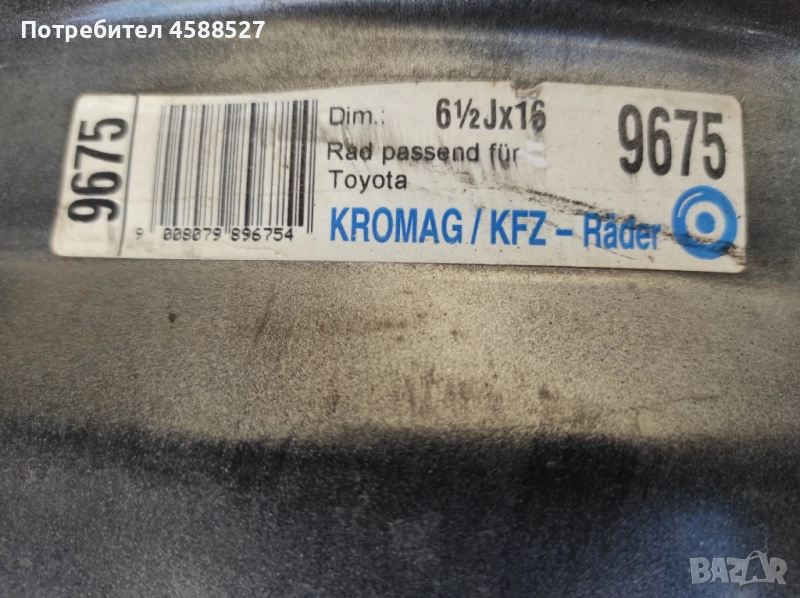 Потребител 4588527
9675
9 008079 896754
Dim.: 6½Jx16
Rad passend für
Toyota
KROMAG / KFZ – Räder
9675
BAZAR